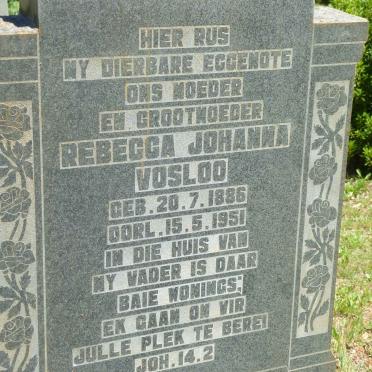 HIER RUS
MY DIERBARE EGGENOTE
ONS MOEDER
EN GROOTMOEDER
REBECCA JOHANNA
VOSLOO
GEB. 20.7.1886
OORL. 15.5.1951
IN DIE HUIS VAN
MY VADER IS DAAR
BAIE WONINGS;
EK GAAN OM VIR
JULLE PLEK TE BEREI
JOH. 14.2